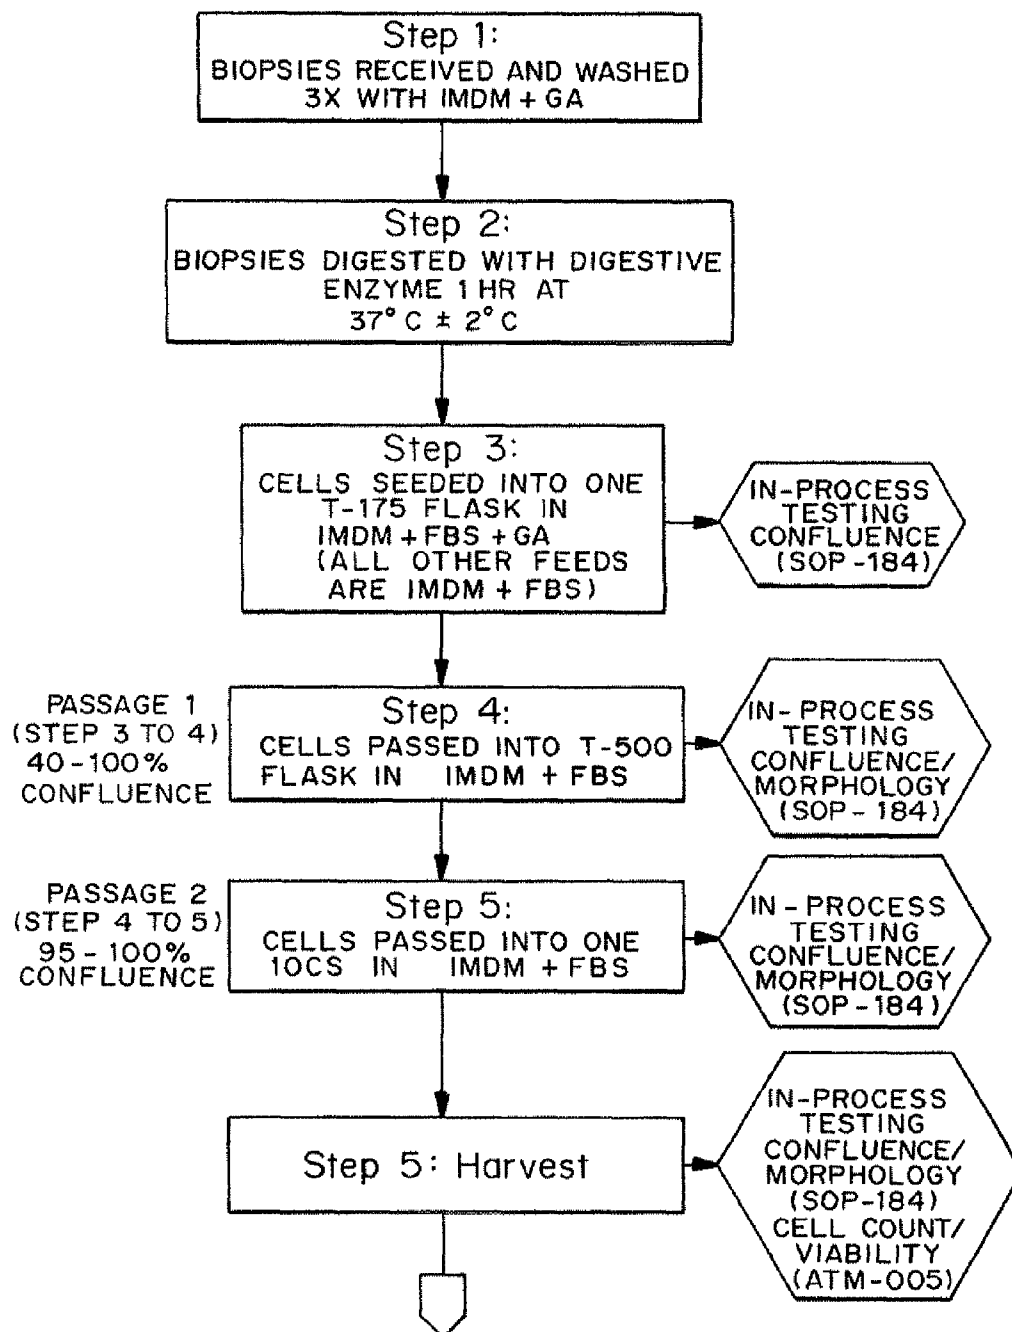 Step 1:
BIOPSIES RECEIVED AND WASHED
3X WITH IMDM + GA
Step 2:
BIOPSIES DIGESTED WITH DIGESTIVE
ENZYME 1 HR AT
37° C ± 2° C
Step 3:
CELLS SEEDED INTO ONE
T-175 FLASK IN
IMDM + FBS + GA
(ALL OTHER FEEDS
ARE IMDM + FBS)
IN-PROCESS
TESTING
CONFLUENCE
(SOP-184)
PASSAGE 1
(STEP 3 TO 4)
40-100%
CONFLUENCE
Step 4:
CELLS PASSED INTO T-500
FLASK IN IMDM + FBS
IN-PROCESS
TESTING
CONFLUENCE/
MORPHOLOGY
(SOP-184)
PASSAGE 2
(STEP 4 TO 5)
95-100%
CONFLUENCE
Step 5:
CELLS PASSED INTO ONE
10CS IN IMDM + FBS
IN-PROCESS
TESTING
CONFLUENCE/
MORPHOLOGY
(SOP-184)
Step 5: Harvest
IN-PROCESS
TESTING
CONFLUENCE/
MORPHOLOGY
(SOP-184)
CELL COUNT/
VIABILITY
(ATM-005)